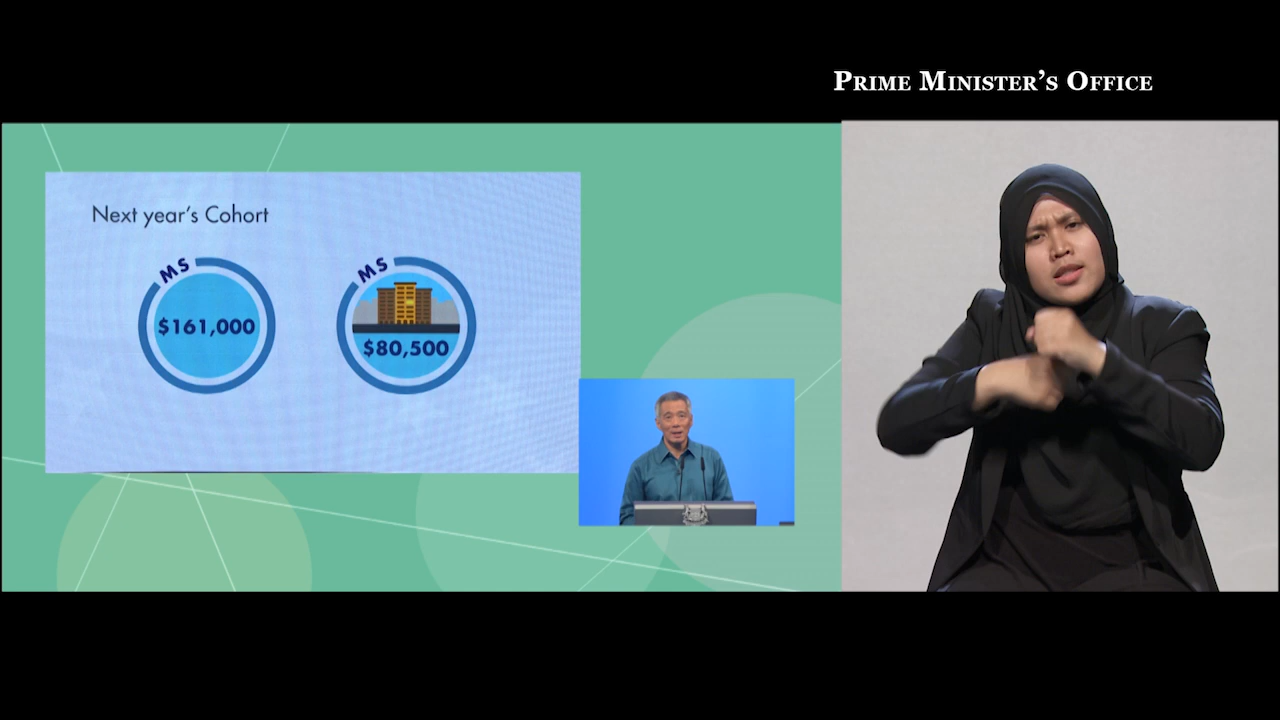 PRIME MINISTER'S OFFICE
Next year's Cohort
MS
$161,000
MS
$80,500